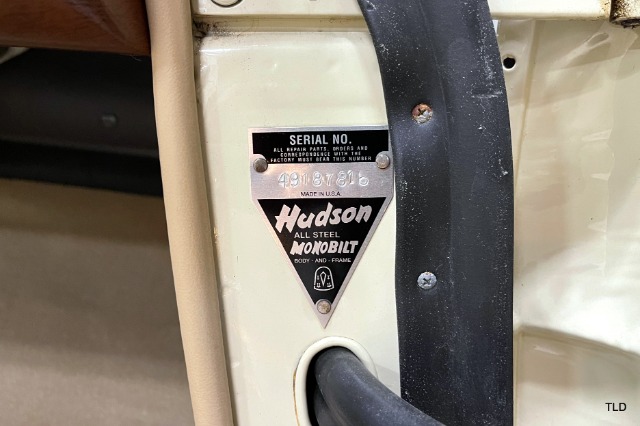 SERIAL NO.
ALL REPAIR PARTS, ORDERS AND
CORRESPONDENCE WITH THE
FACTORY MUST BEAR THIS NUMBER
MADE IN U.S.A.
Hudson
ALL STEEL
MONOBILT
BODY - AND - FRAME
TLD